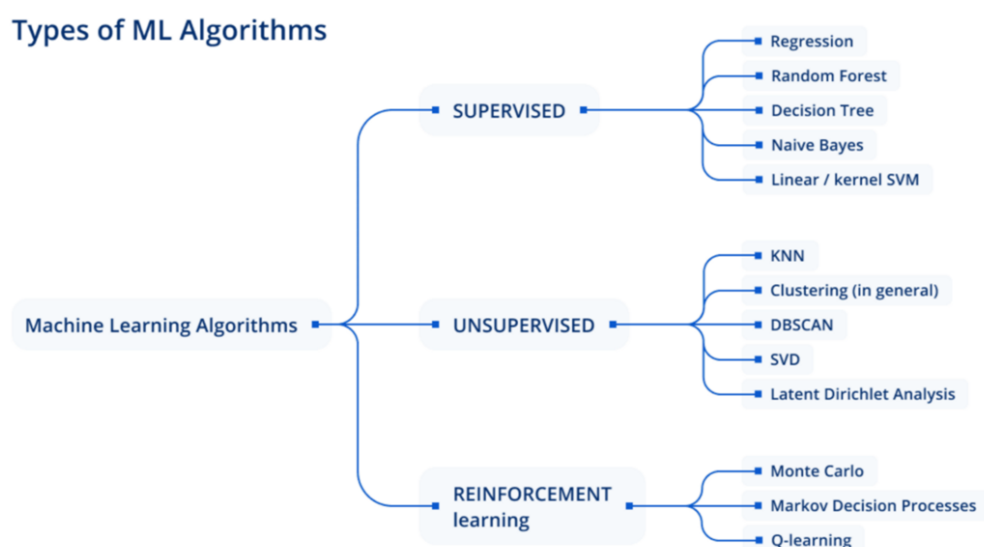 Types of ML Algorithms
Machine Learning Algorithms
SUPERVISED
Regression
Random Forest
Decision Tree
Naive Bayes
Linear / kernel SVM
UNSUPERVISED
KNN
Clustering (in general)
DBSCAN
SVD
Latent Dirichlet Analysis
REINFORCEMENT
learning
Monte Carlo
Markov Decision Processes
Q-learning